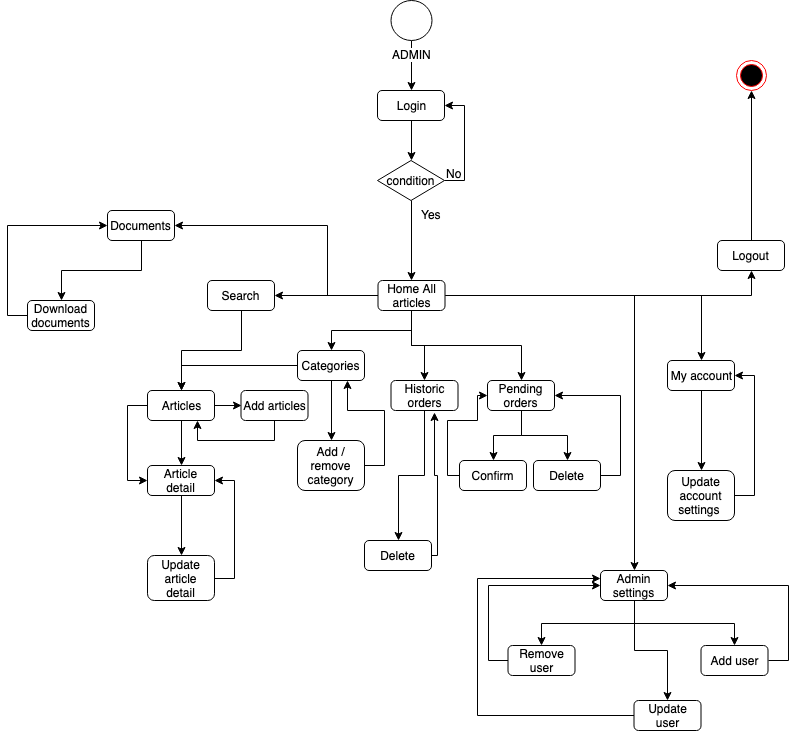 ADMIN
Login
condition
No
Yes
Documents
Logout
Search
Home All
articles
Download
documents
Categories
My account
Historic
orders
Pending
orders
Articles
Add articles
Add /
remove
category
Article
detail
Confirm
Delete
Update
account
settings
Delete
Update
article
detail
Admin
settings
Remove
user
Add user
Update
user